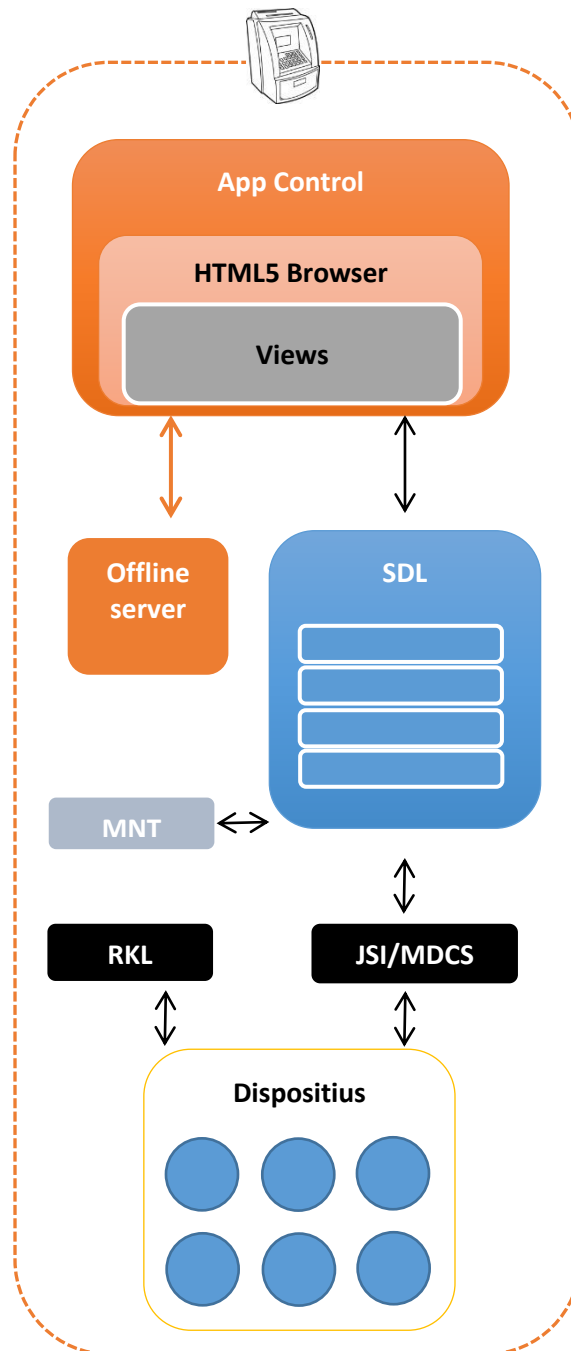 App Control
HTML5 Browser
Views
Offline
server
SDL
MNT
RKL
JSI/MDCS
Dispositius